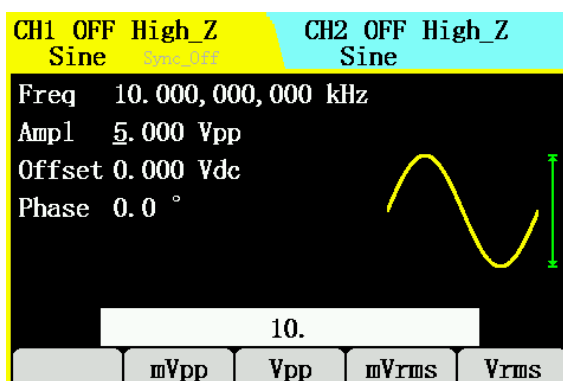 CH1 OFF High_Z CH2 OFF High_Z
Sine Sync_Off Sine
Freq 10.000,000,000 kHz
Ampl 5.000 Vpp
Offset 0.000 Vdc
Phase 0.0 °
10.
mVpp Vpp mVrms Vrms